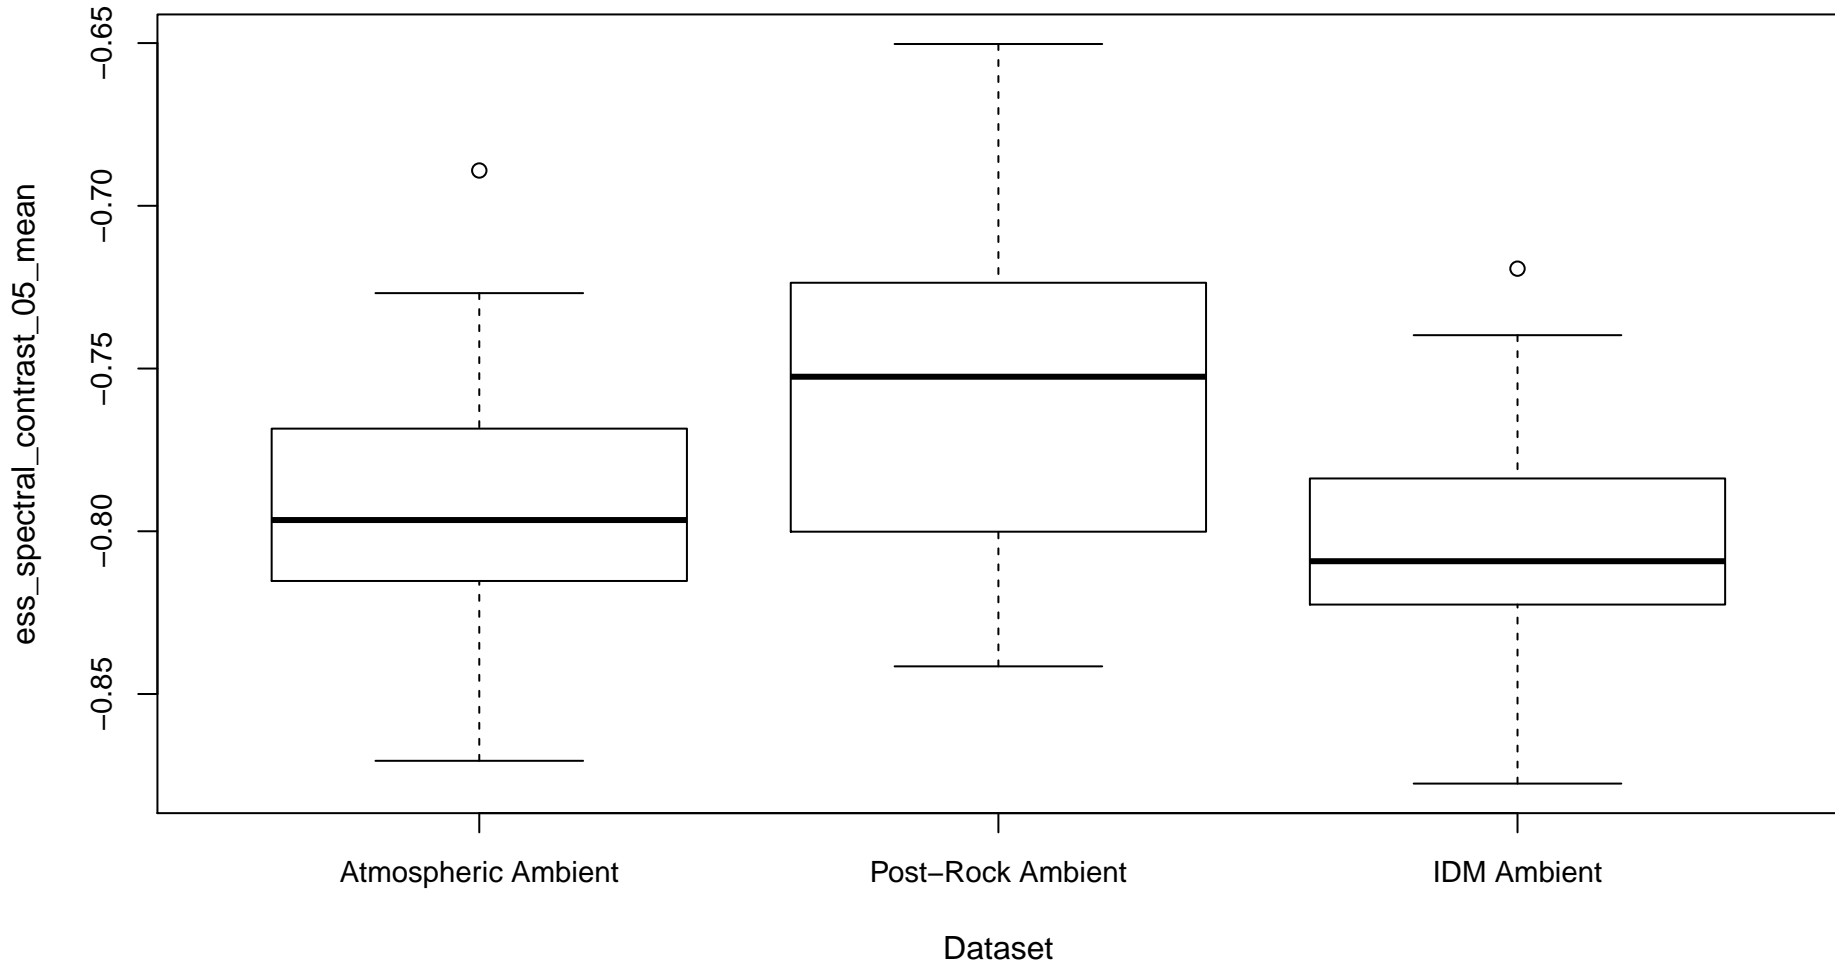 ess_spectral_contrast_05_mean
−0.65
−0.70
−0.75
−0.80
−0.85
Atmospheric Ambient
Post−Rock Ambient
IDM Ambient
Dataset